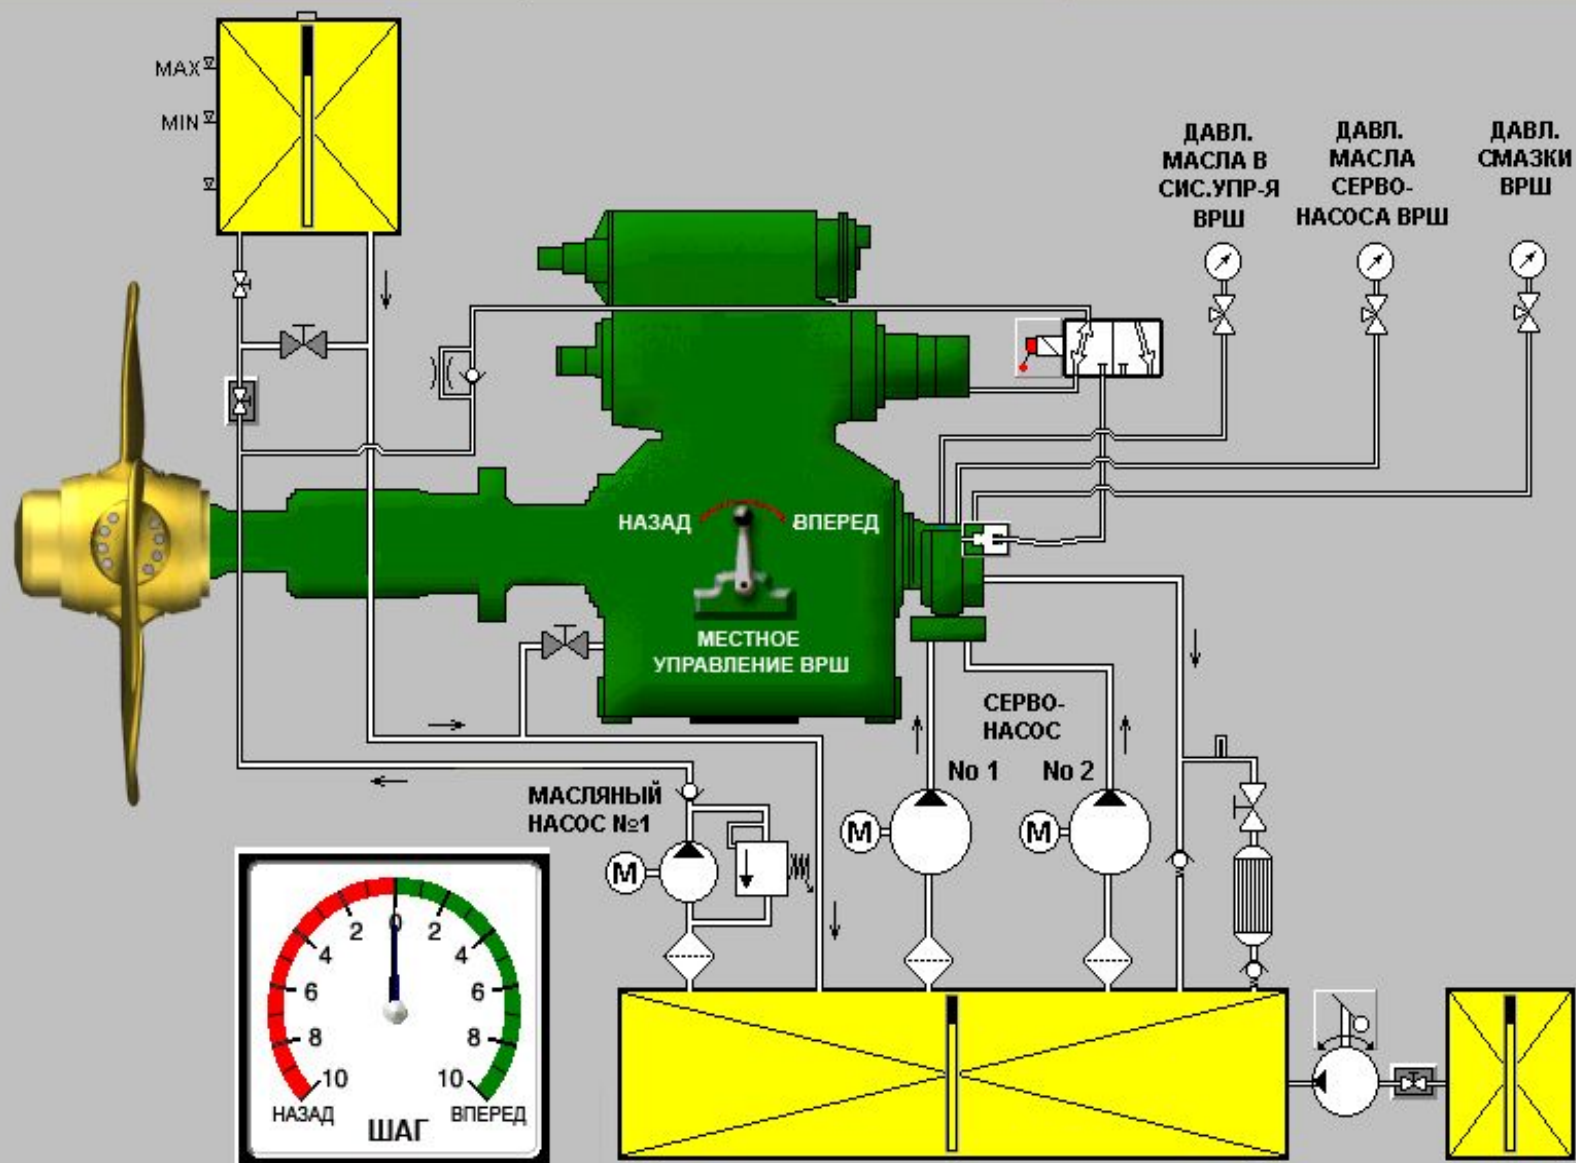 MAX
MIN
ДАВЛ.
МАСЛА В
СИС.УПР-Я
ВРШ
ДАВЛ.
МАСЛА
СЕРВО-
НАСОСА ВРШ
ДАВЛ.
СМАЗКИ
ВРШ
НАЗАД
ВПЕРЕД
МЕСТНОЕ
УПРАВЛЕНИЕ ВРШ
СЕРВО-
НАСОС
No 1
No 2
МАСЛЯНЫЙ
НАСОС №1
M
M
M
0
2
2
4
4
6
6
8
8
10
10
НАЗАД
ВПЕРЕД
ШАГ